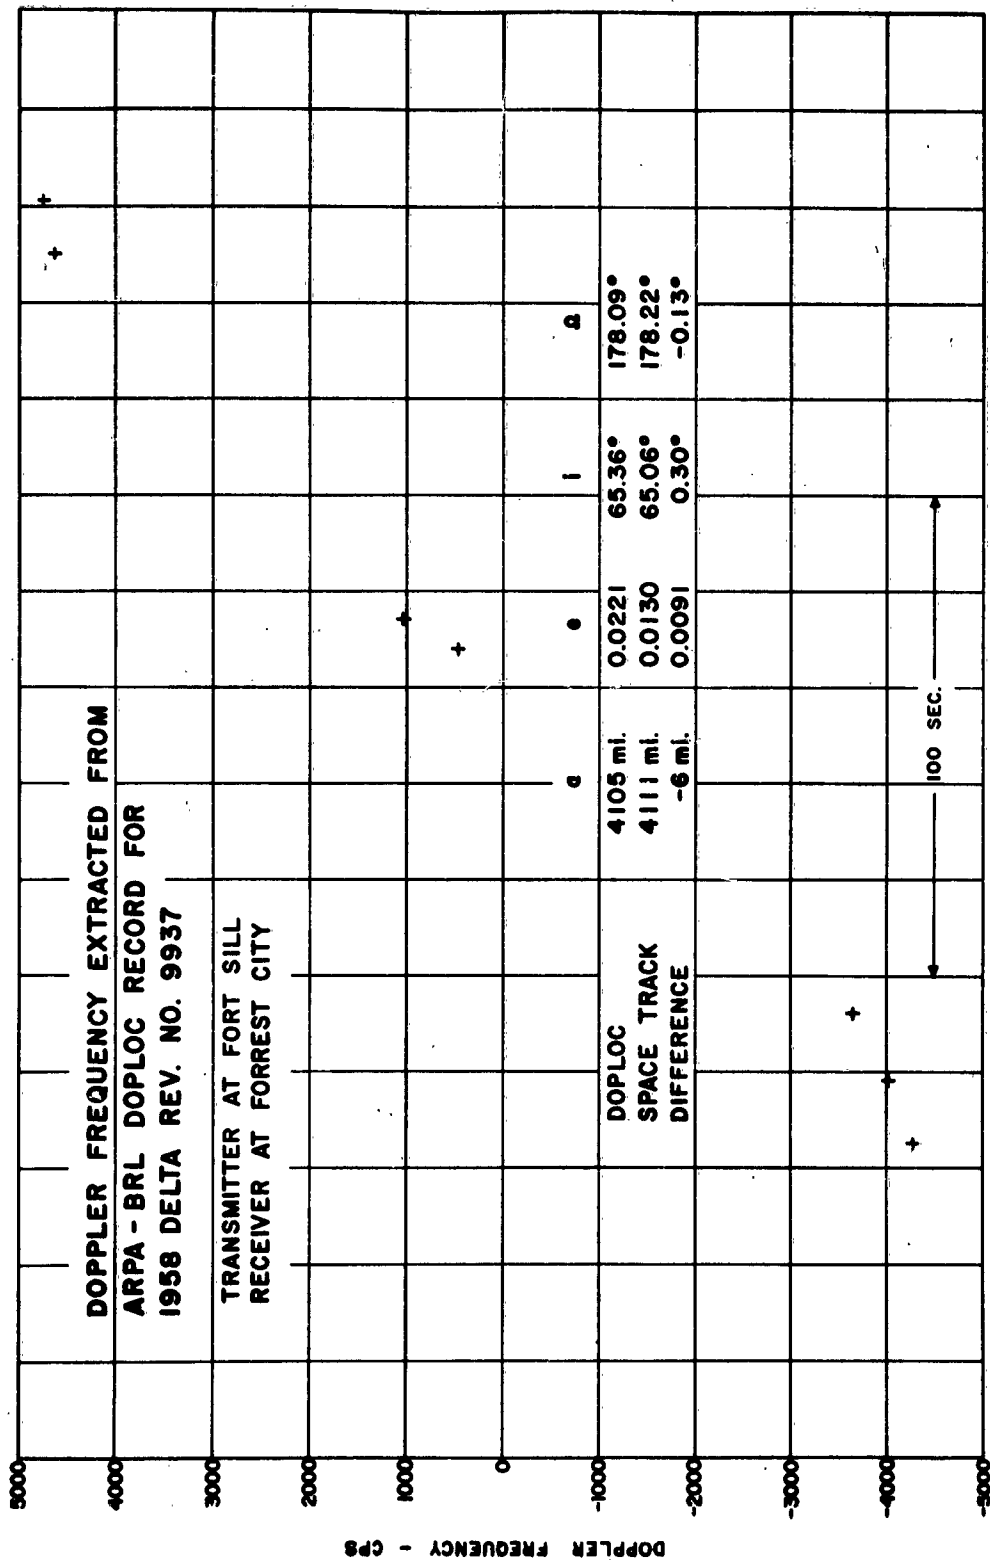 DOPPLER FREQUENCY EXTRACTED FROM
ARPA-BRL DOPLOC RECORD FOR
1958 DELTA REV. NO. 9937
TRANSMITTER AT FORT SILL
RECEIVER AT FORREST CITY
a e i Ω
DOPLOC 4105 mi. 0.0221 65.36° 178.09°
SPACE TRACK 4111 mi. 0.0130 65.06° 178.22°
DIFFERENCE -6 mi. 0.0091 0.30° -0.13°
100 SEC.
DOPPLER FREQUENCY - CPS
5000
4000
3000
2000
1000
0
-1000
-2000
-3000
-4000
-5000